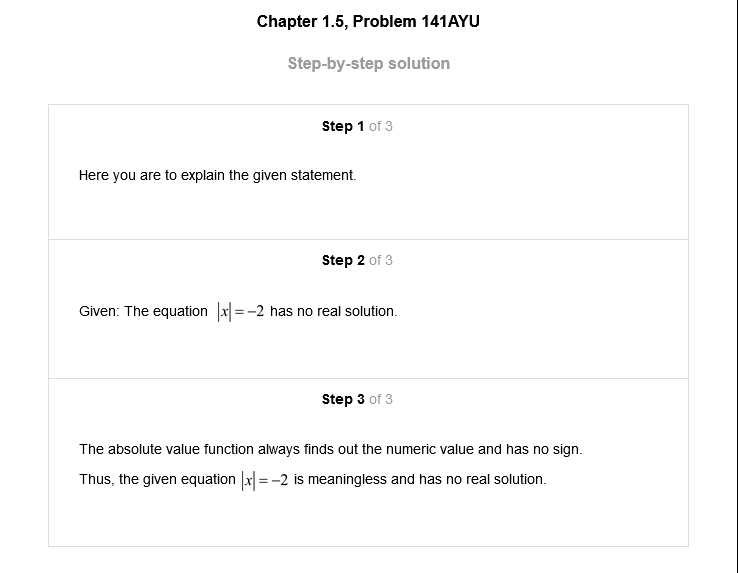 Chapter 1.5, Problem 141AYU
Step-by-step solution
Step 1 of 3
Here you are to explain the given statement.
Step 2 of 3
Given: The equation |x| = −2 has no real solution.
Step 3 of 3
The absolute value function always finds out the numeric value and has no sign.
Thus, the given equation |x| = −2 is meaningless and has no real solution.